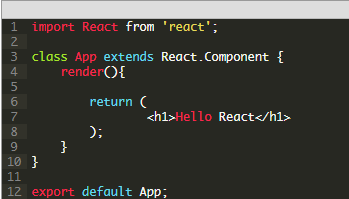 1 import React from 'react';
2
3 class App extends React.Component {
4     render(){
5
6         return (
7                 <h1>Hello React</h1>
8         );
9     }
10 }
11
12 export default App;